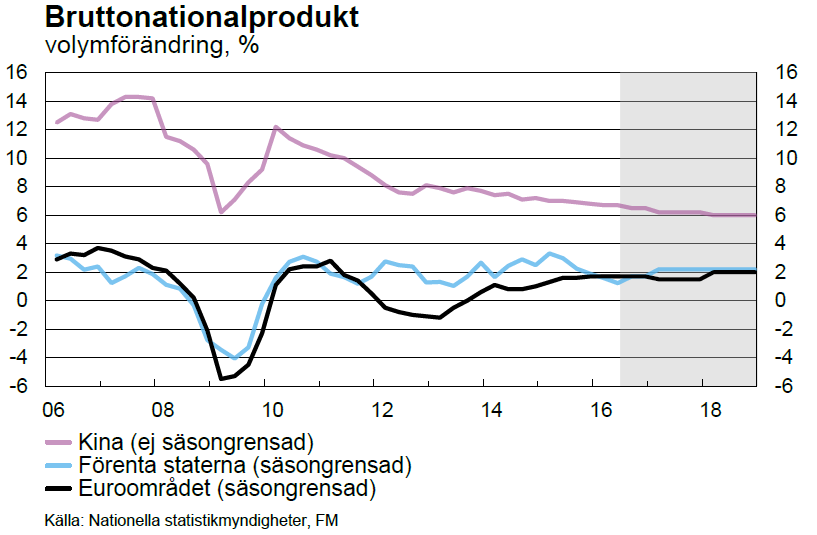 Bruttonationalprodukt
volymförändring, %
16 16
14 14
12 12
10 10
8 8
6 6
4 4
2 2
0 0
-2 -2
-4 -4
-6 -6
06 08 10 12 14 16 18
Kina (ej säsongrensad)
Förenta staterna (säsongrensad)
Euroområdet (säsongrensad)
Källa: Nationella statistikmyndigheter, FM